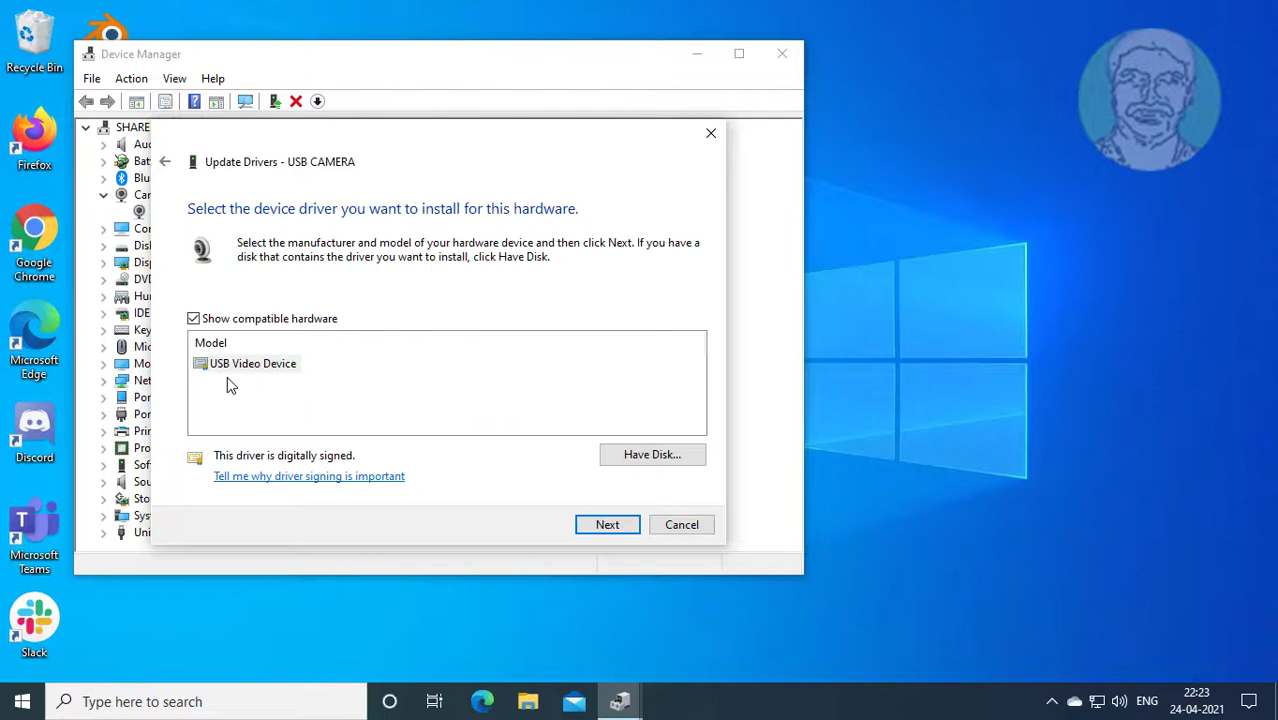 Recycle Bin
Firefox
Google
Chrome
Microsoft
Edge
Discord
Microsoft
Teams
Slack
Device Manager
File Action View Help
SHARE
Au
Bat
Blu
Car
Cor
Disl
Disp
DVD
Hur
IDE
Key
Mic
Mo
Net
Por
Por
Prin
Pro
Sof
Sou
Sto
Syst
Uni
Update Drivers - USB CAMERA
Select the device driver you want to install for this hardware.
Select the manufacturer and model of your hardware device and then click Next. If you have a
disk that contains the driver you want to install, click Have Disk.
Show compatible hardware
Model
USB Video Device
This driver is digitally signed.
Have Disk...
Tell me why driver signing is important
Next Cancel
Type here to search
ENG
22:23
24-04-2021